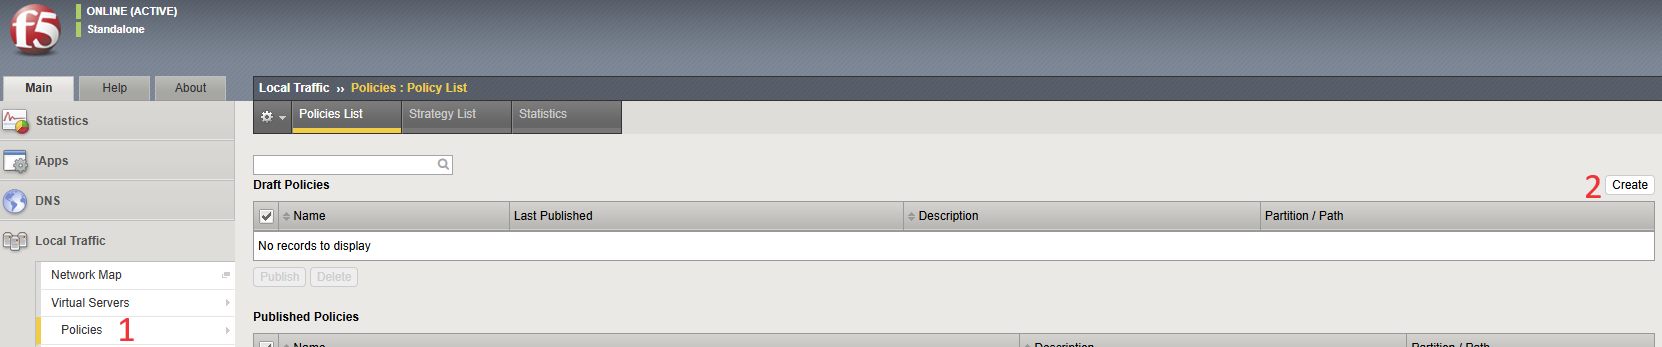 f5
ONLINE (ACTIVE)
Standalone
Main Help About
Local Traffic ›› Policies : Policy List
Policies List Strategy List Statistics
Statistics
iApps
DNS
Local Traffic
Network Map
Virtual Servers
Policies 1
Draft Policies
2 Create
Name Last Published Description Partition / Path
No records to display
Publish Delete
Published Policies
Name Description Partition / Path